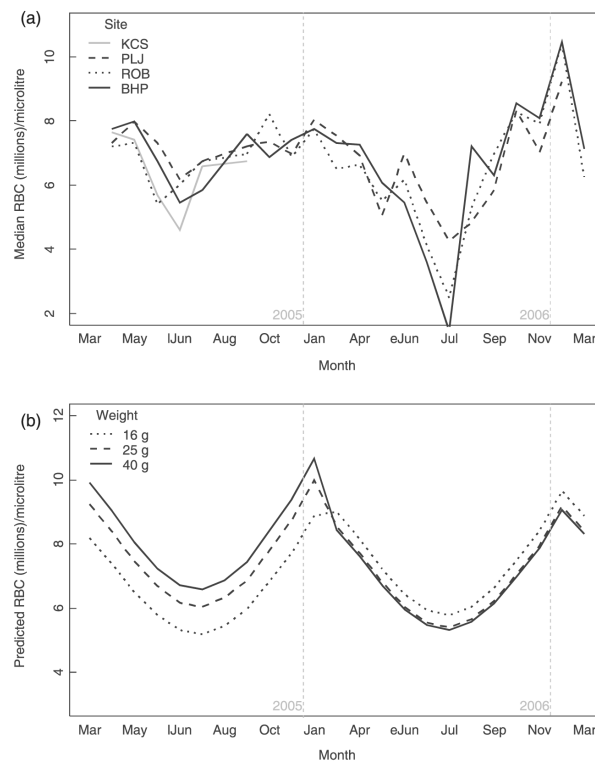 (a)
Site
KCS
PLJ
ROB
BHP
Median RBC (millions)/microlitre
10
8
6
4
2
2005
2006
Mar May lJun Aug Oct Jan Apr eJun Jul Sep Nov Mar
Month
(b)
Weight
16 g
25 g
40 g
Predicted RBC (millions)/microlitre
12
10
8
6
4
2005
2006
Mar May lJun Aug Oct Jan Apr eJun Jul Sep Nov Mar
Month